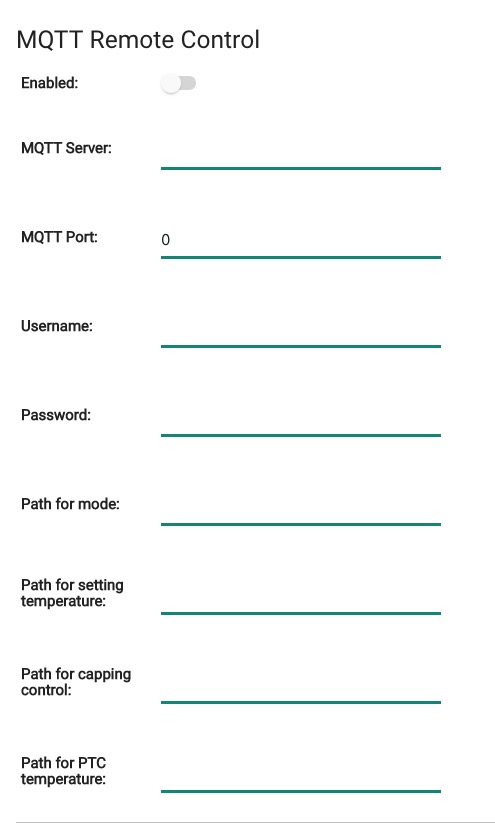 MQTT Remote Control
Enabled:
MQTT Server:
MQTT Port:
0
Username:
Password:
Path for mode:
Path for setting
temperature:
Path for capping
control:
Path for PTC
temperature: